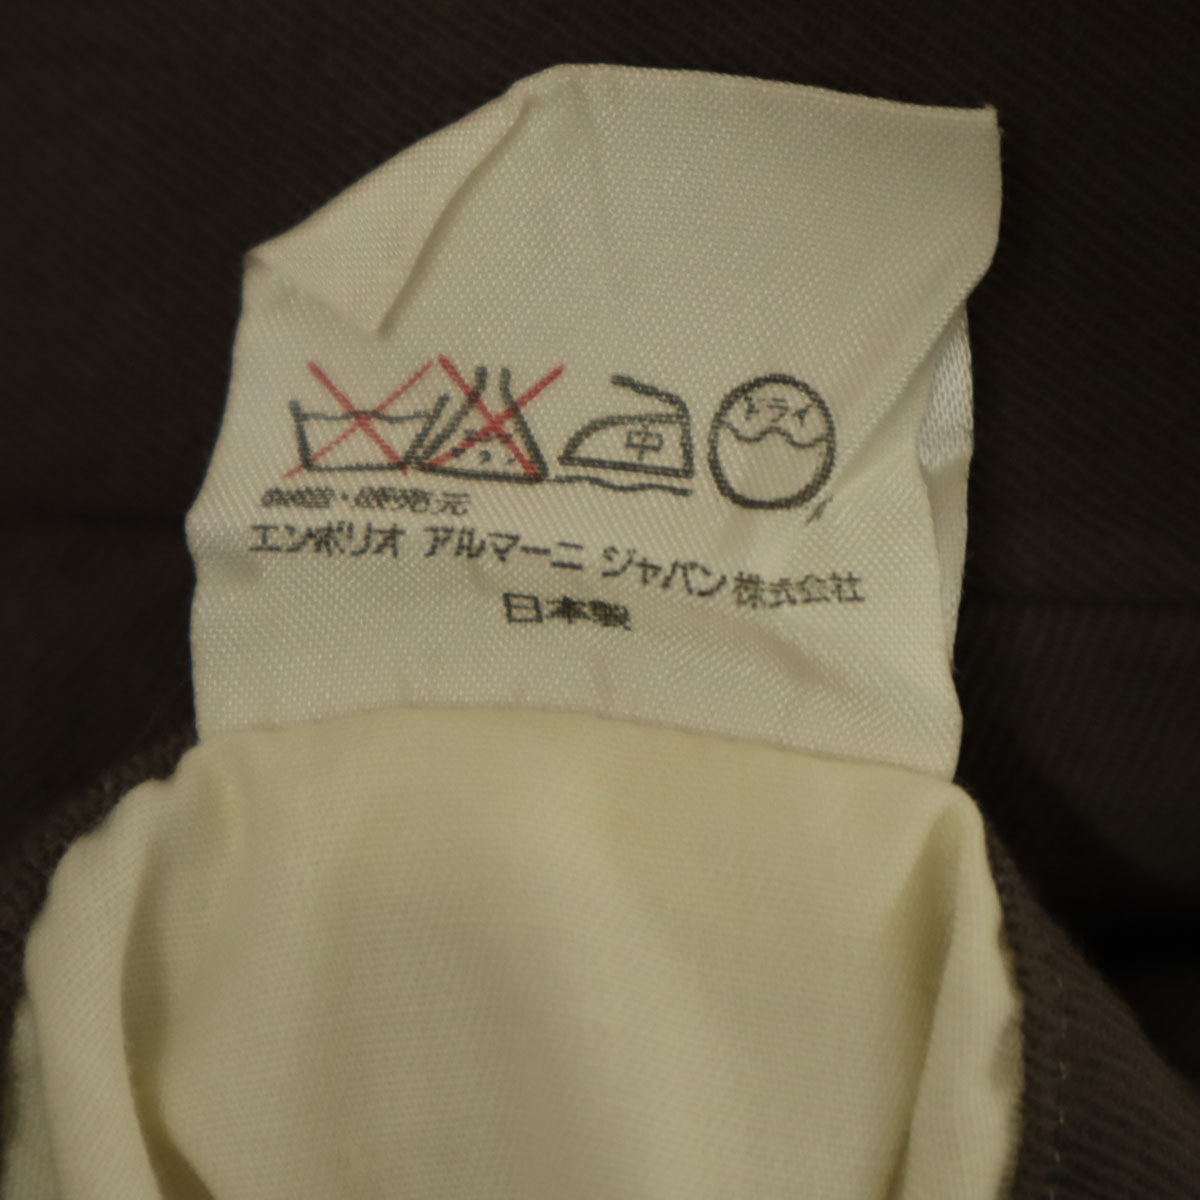 中 ドライ
製造・販売元
エンポリオ アルマーニ ジャパン株式会社
日本製